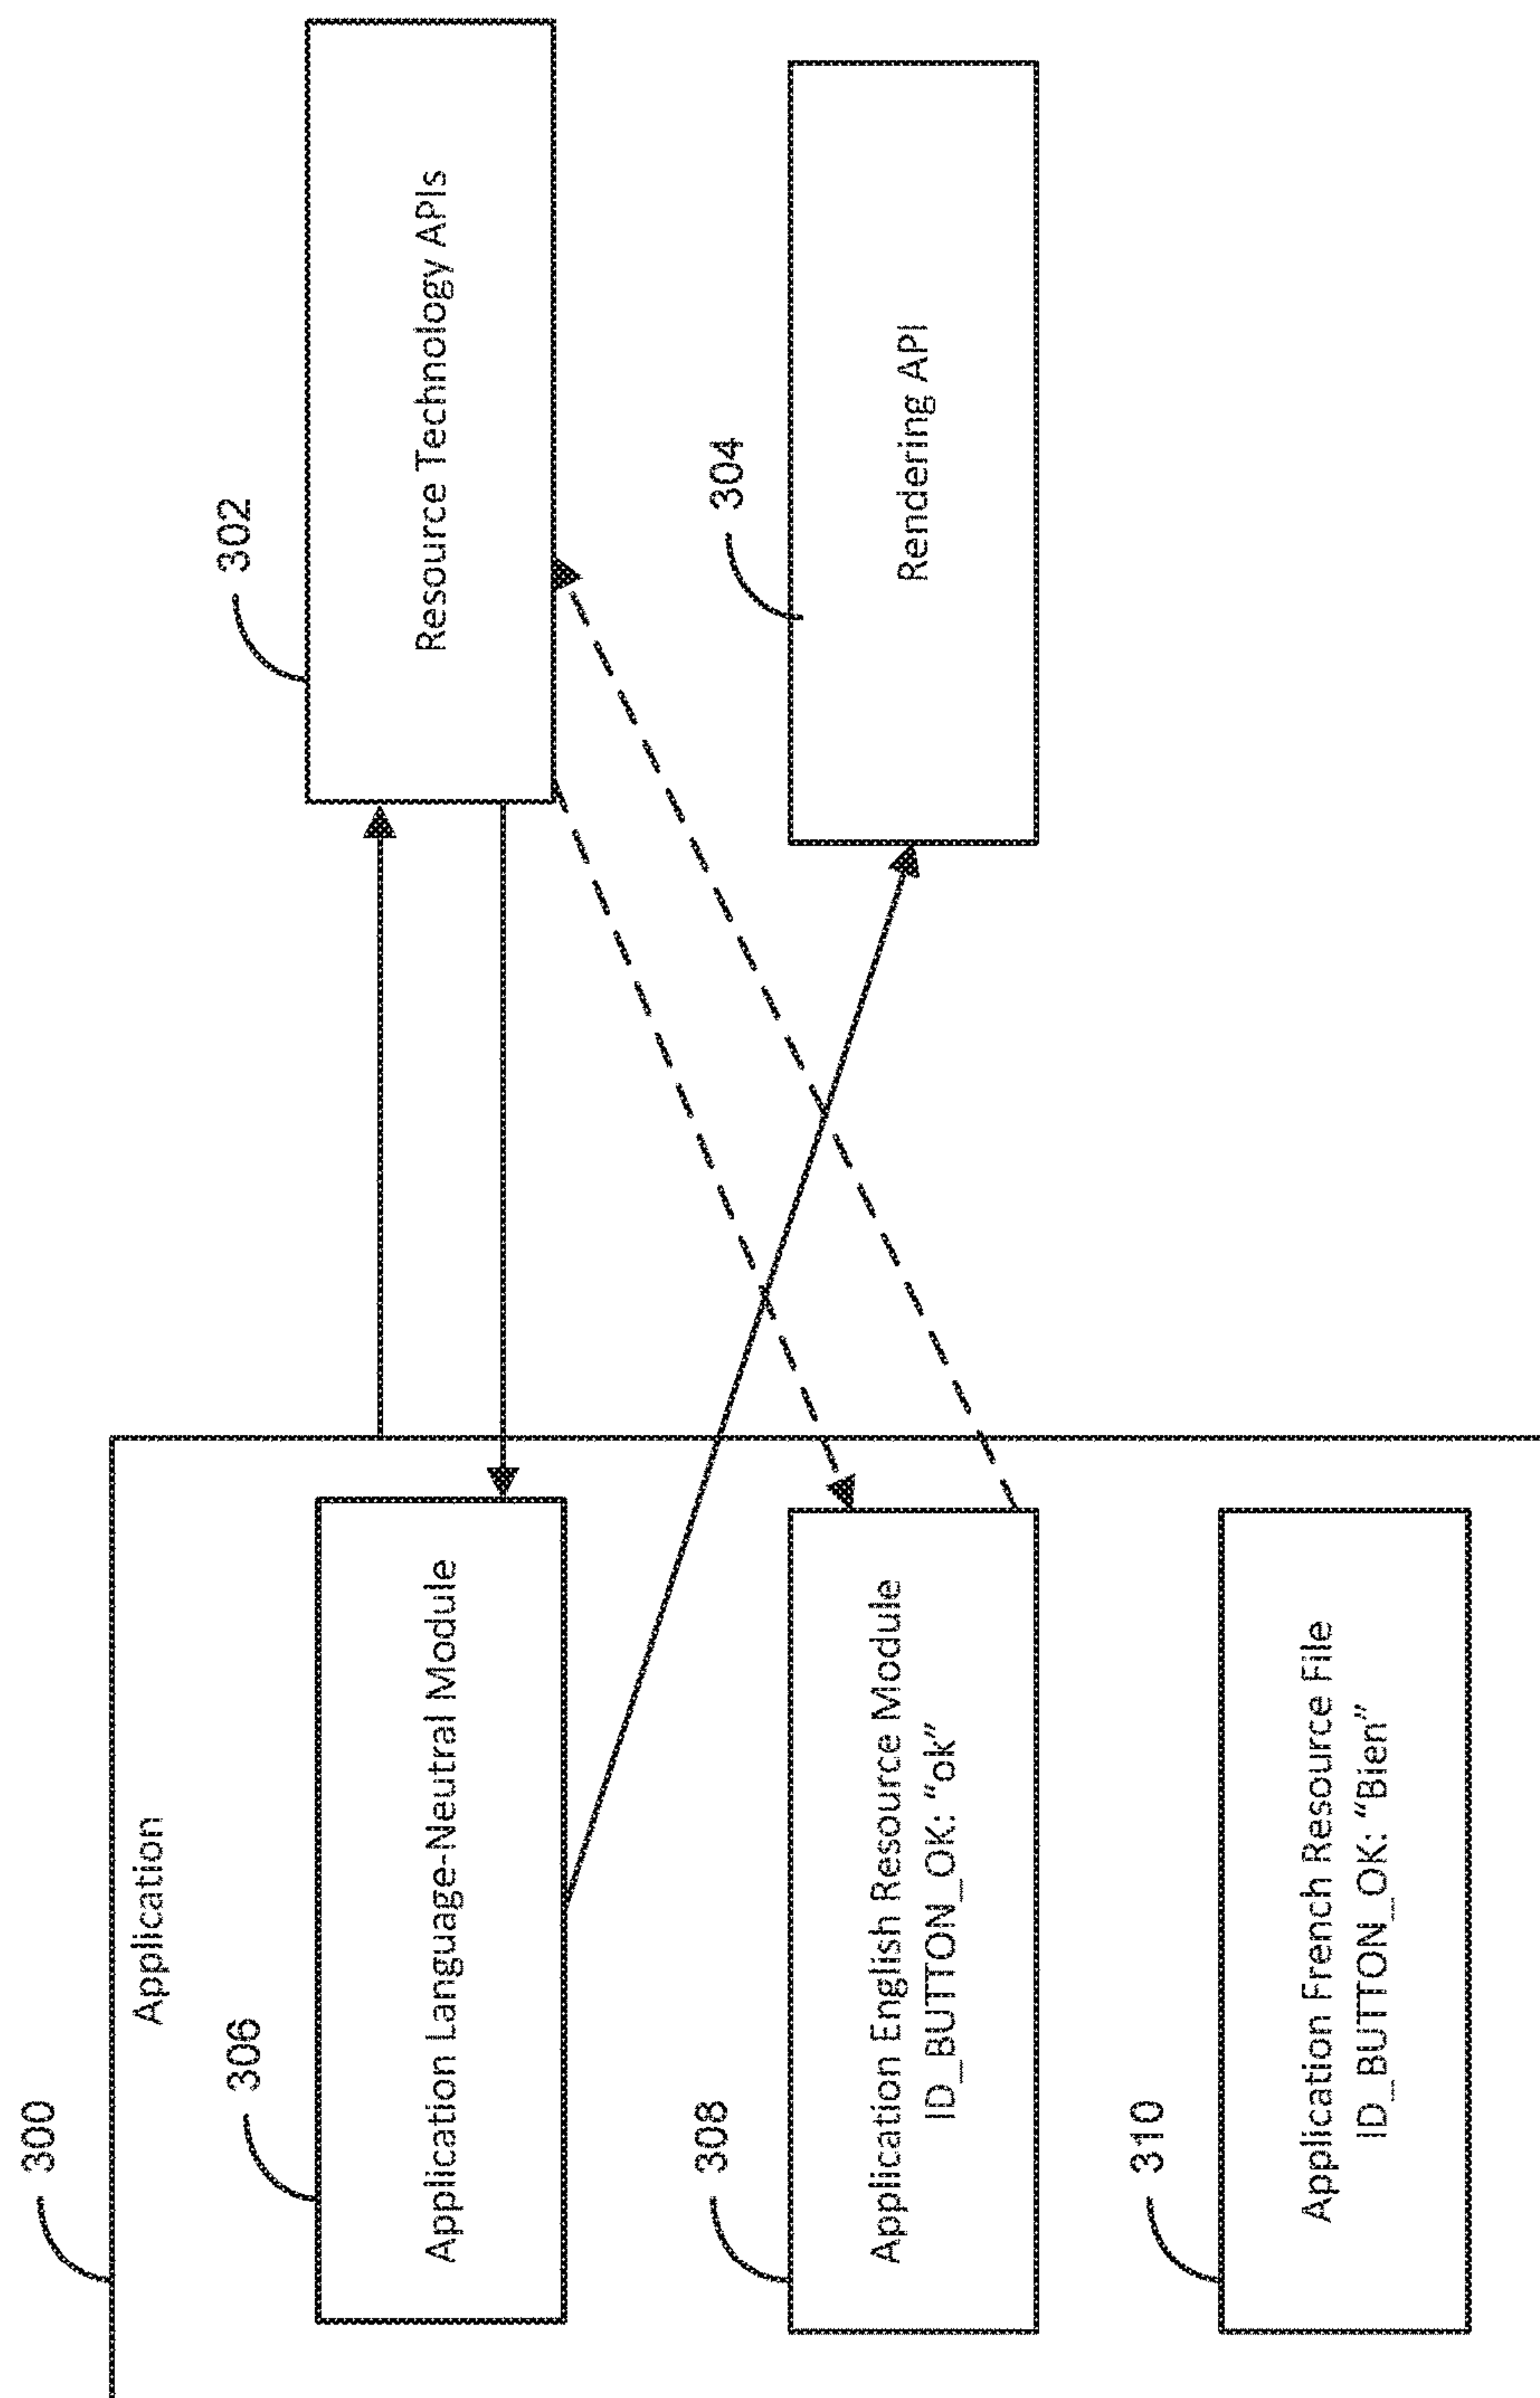 300
Application
306
Application Language-Neutral Module
308
Application English Resource Module
ID_BUTTON_OK: "ok"
310
Application French Resource File
ID_BUTTON_OK: "Bien"
302
Resource Technology APIs
304
Rendering API